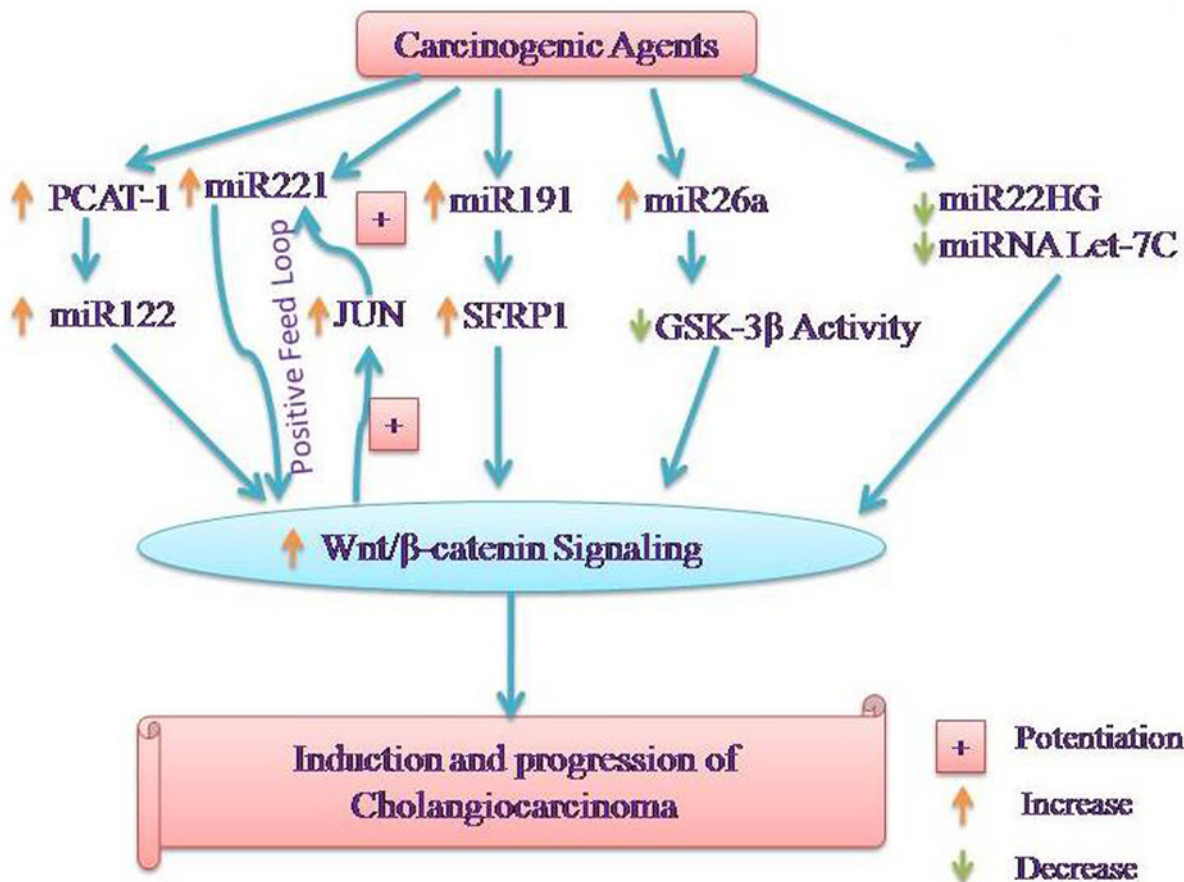 Carcinogenic Agents
PCAT-1
miR221
+
miR191
miR26a
miR22HG
miRNA Let-7C
miR122
Positive Feed Loop
JUN
SFRP1
GSK-3β Activity
+
Wnt/β-catenin Signaling
Induction and progression of
Cholangiocarcinoma
+ Potentiation
Increase
Decrease